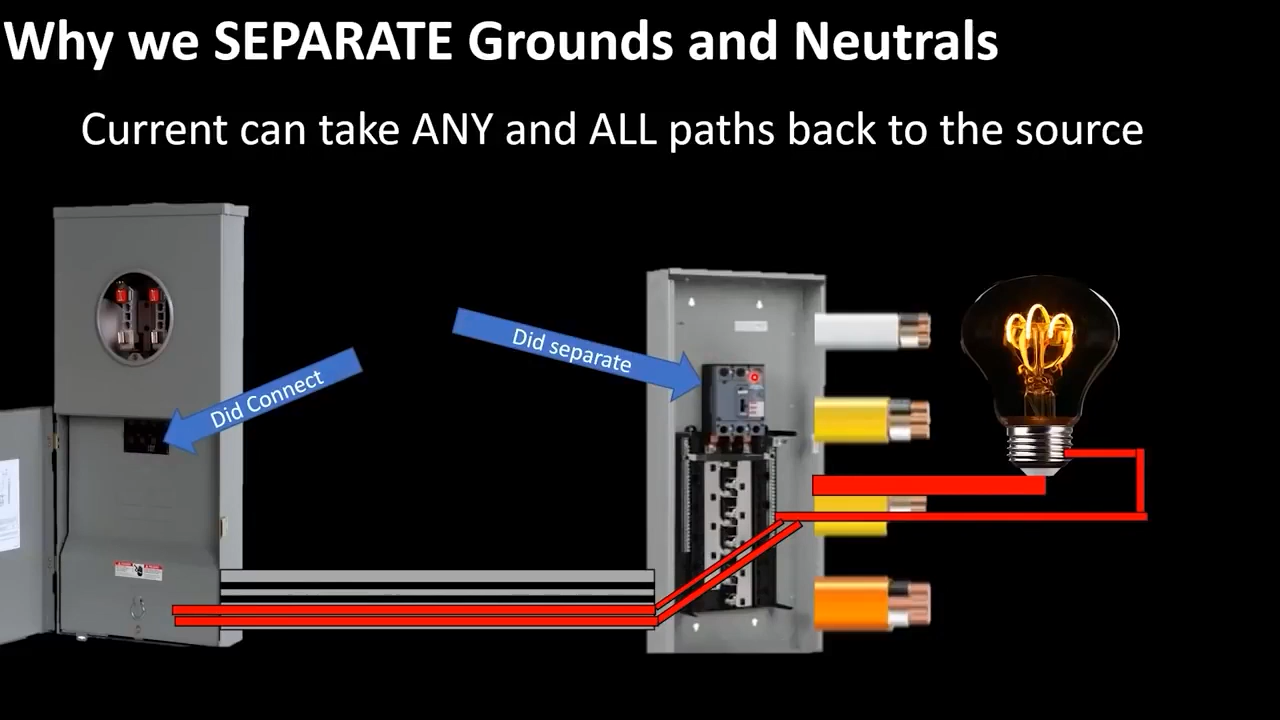 Why we SEPARATE Grounds and Neutrals
Current can take ANY and ALL paths back to the source
Did separate
Did Connect